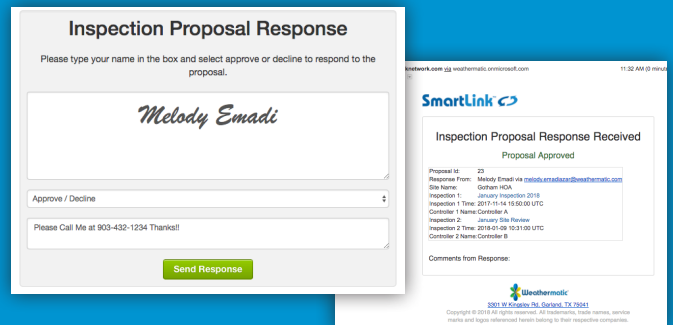 Inspection Proposal Response
Please type your name in the box and select approve or decline to respond to the
proposal.
Melody Emadi
Approve / Decline
Please Call Me at 903-432-1234 Thanks!!
Send Response
knetwork.com via weathermatic.onmicrosoft.com 11:32 AM (0 minute
SmartLink
Inspection Proposal Response Received
Proposal Approved
Proposal Id: 23
Response From: Melody Emadi via melody.emadiazar@weathermatic.com
Site Name: Gotham HOA
Inspection 1: January Inspection 2018
Inspection 1 Time: 2017-11-14 15:50:00 UTC
Controller 1 Name: Controller A
Inspection 2: January Site Review
Inspection 2 Time: 2018-01-09 10:31:00 UTC
Controller 2 Name: Controller B
Comments from Response:
Weathermatic
3301 W Kingsley Rd, Garland, TX 75041
Copyright © 2018 All rights reserved. All trademarks, trade names, service
marks and logos referenced herein belong to their respective companies.